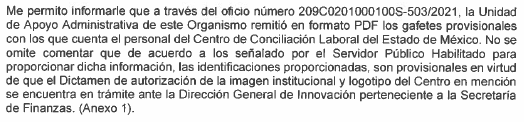 Me permito informarle que a través del oficio número 209C0201000100S-503/2021, la Unidad
de Apoyo Administrativa de este Organismo remitió en formato PDF los gafetes provisionales
con los que cuenta el personal del Centro de Conciliación Laboral del Estado de México. No se
omite comentar que de acuerdo a los señalado por el Servidor Público Habilitado para
proporcionar dicha información, las identificaciones proporcionadas, son provisionales en virtud
de que el Dictamen de autorización de la imagen institucional y logotipo del Centro en mención
se encuentra en trámite ante la Dirección General de Innovación perteneciente a la Secretaría
de Finanzas. (Anexo 1).